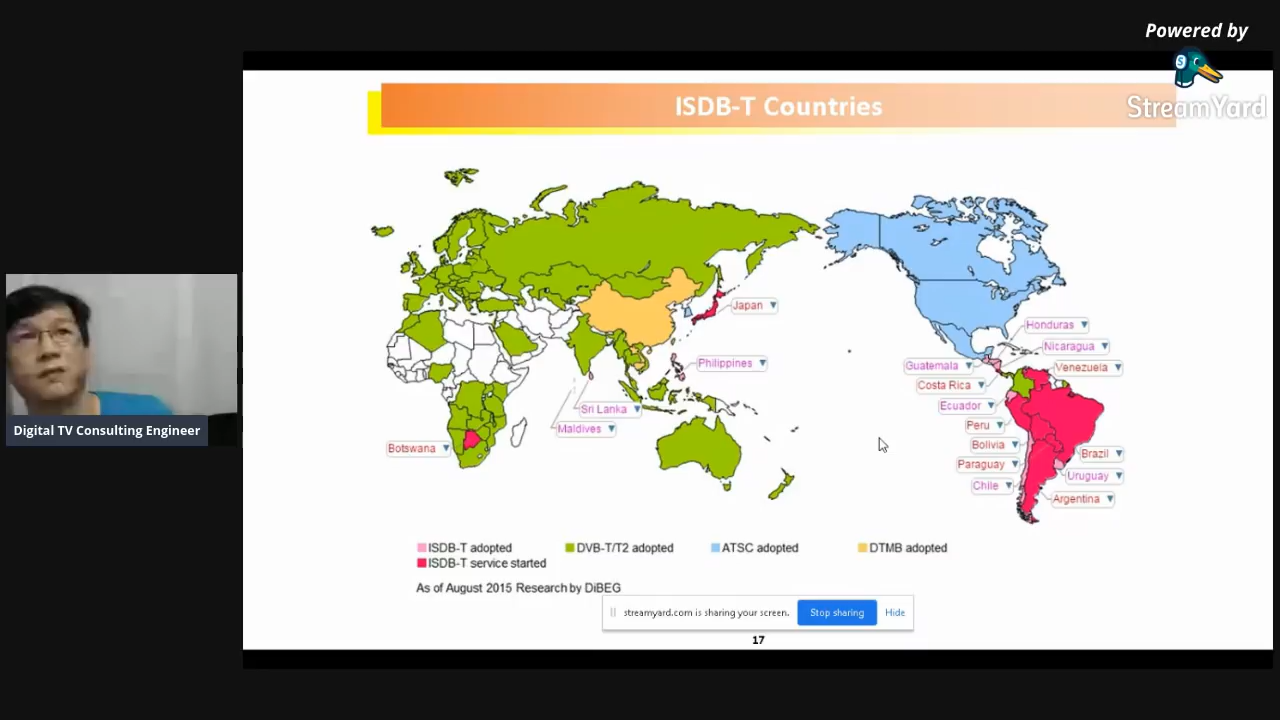 Powered by
S
StreamYard
ISDB-T Countries
Japan
Philippines
Sri Lanka
Maldives
Botswana
Honduras
Nicaragua
Guatemala
Venezuela
Costa Rica
Ecuador
Peru
Bolivia
Brazil
Paraguay
Uruguay
Chile
Argentina
Digital TV Consulting Engineer
ISDB-T adopted
DVB-T/T2 adopted
ATSC adopted
DTMB adopted
ISDB-T service started
As of August 2015 Research by DiBEG
streamyard.com is sharing your screen.
Stop sharing
Hide
17